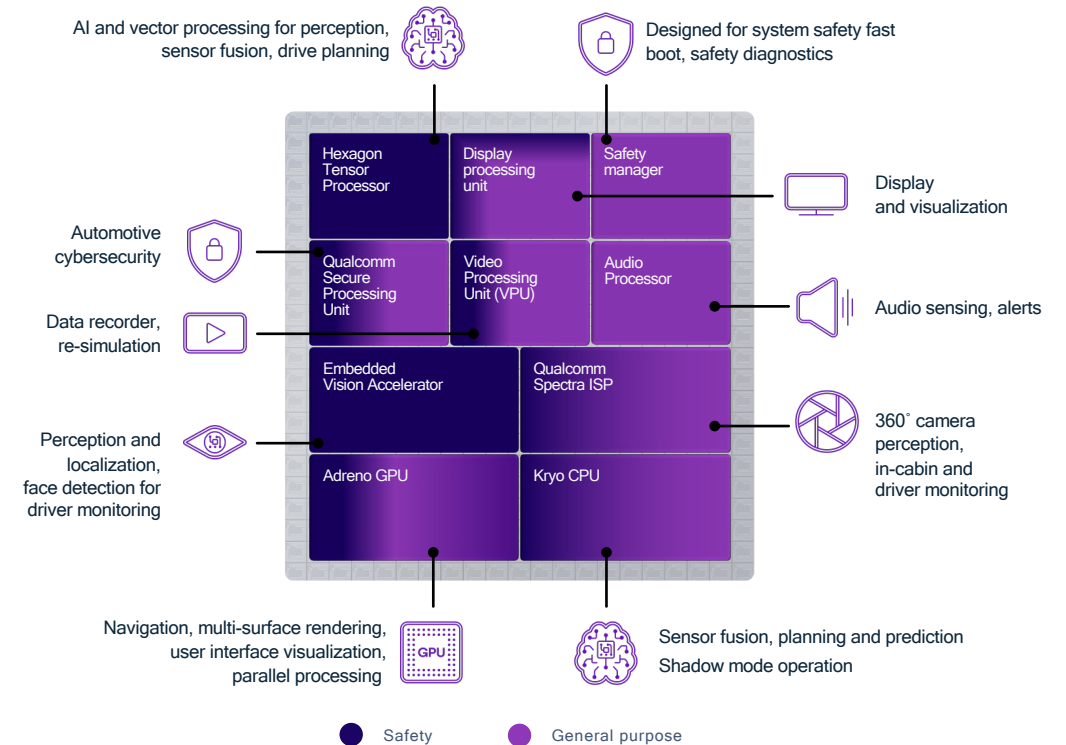 AI and vector processing for perception,
sensor fusion, drive planning
Designed for system safety fast
boot, safety diagnostics
Hexagon
Tensor
Processor
Display
processing
unit
Safety
manager
Display
and visualization
Automotive
cybersecurity
Qualcomm
Secure
Processing
Unit
Video
Processing
Unit (VPU)
Audio
Processor
Audio sensing, alerts
Data recorder,
re-simulation
Embedded
Vision Accelerator
Qualcomm
Spectra ISP
360° camera
perception,
in-cabin and
driver monitoring
Perception and
localization,
face detection for
driver monitoring
Adreno GPU
Kryo CPU
Navigation, multi-surface rendering,
user interface visualization,
parallel processing
GPU
Sensor fusion, planning and prediction
Shadow mode operation
Safety
General purpose